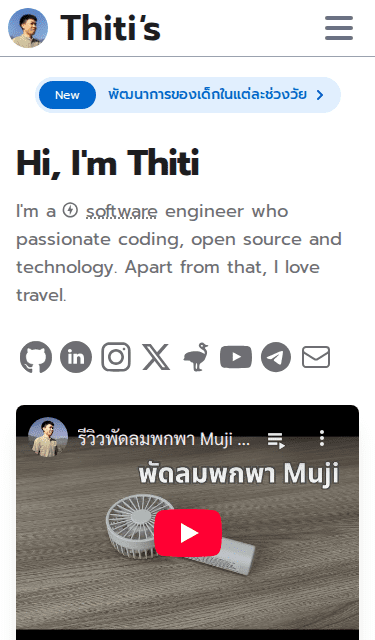 Thiti's
New พัฒนาการของเด็กในแต่ละช่วงวัย
Hi, I'm Thiti
I'm a software engineer who
passionate coding, open source and
technology. Apart from that, I love
travel.
in
รีวิวพัดลมพกพา Muji ...
พัดลมพกพา Muji